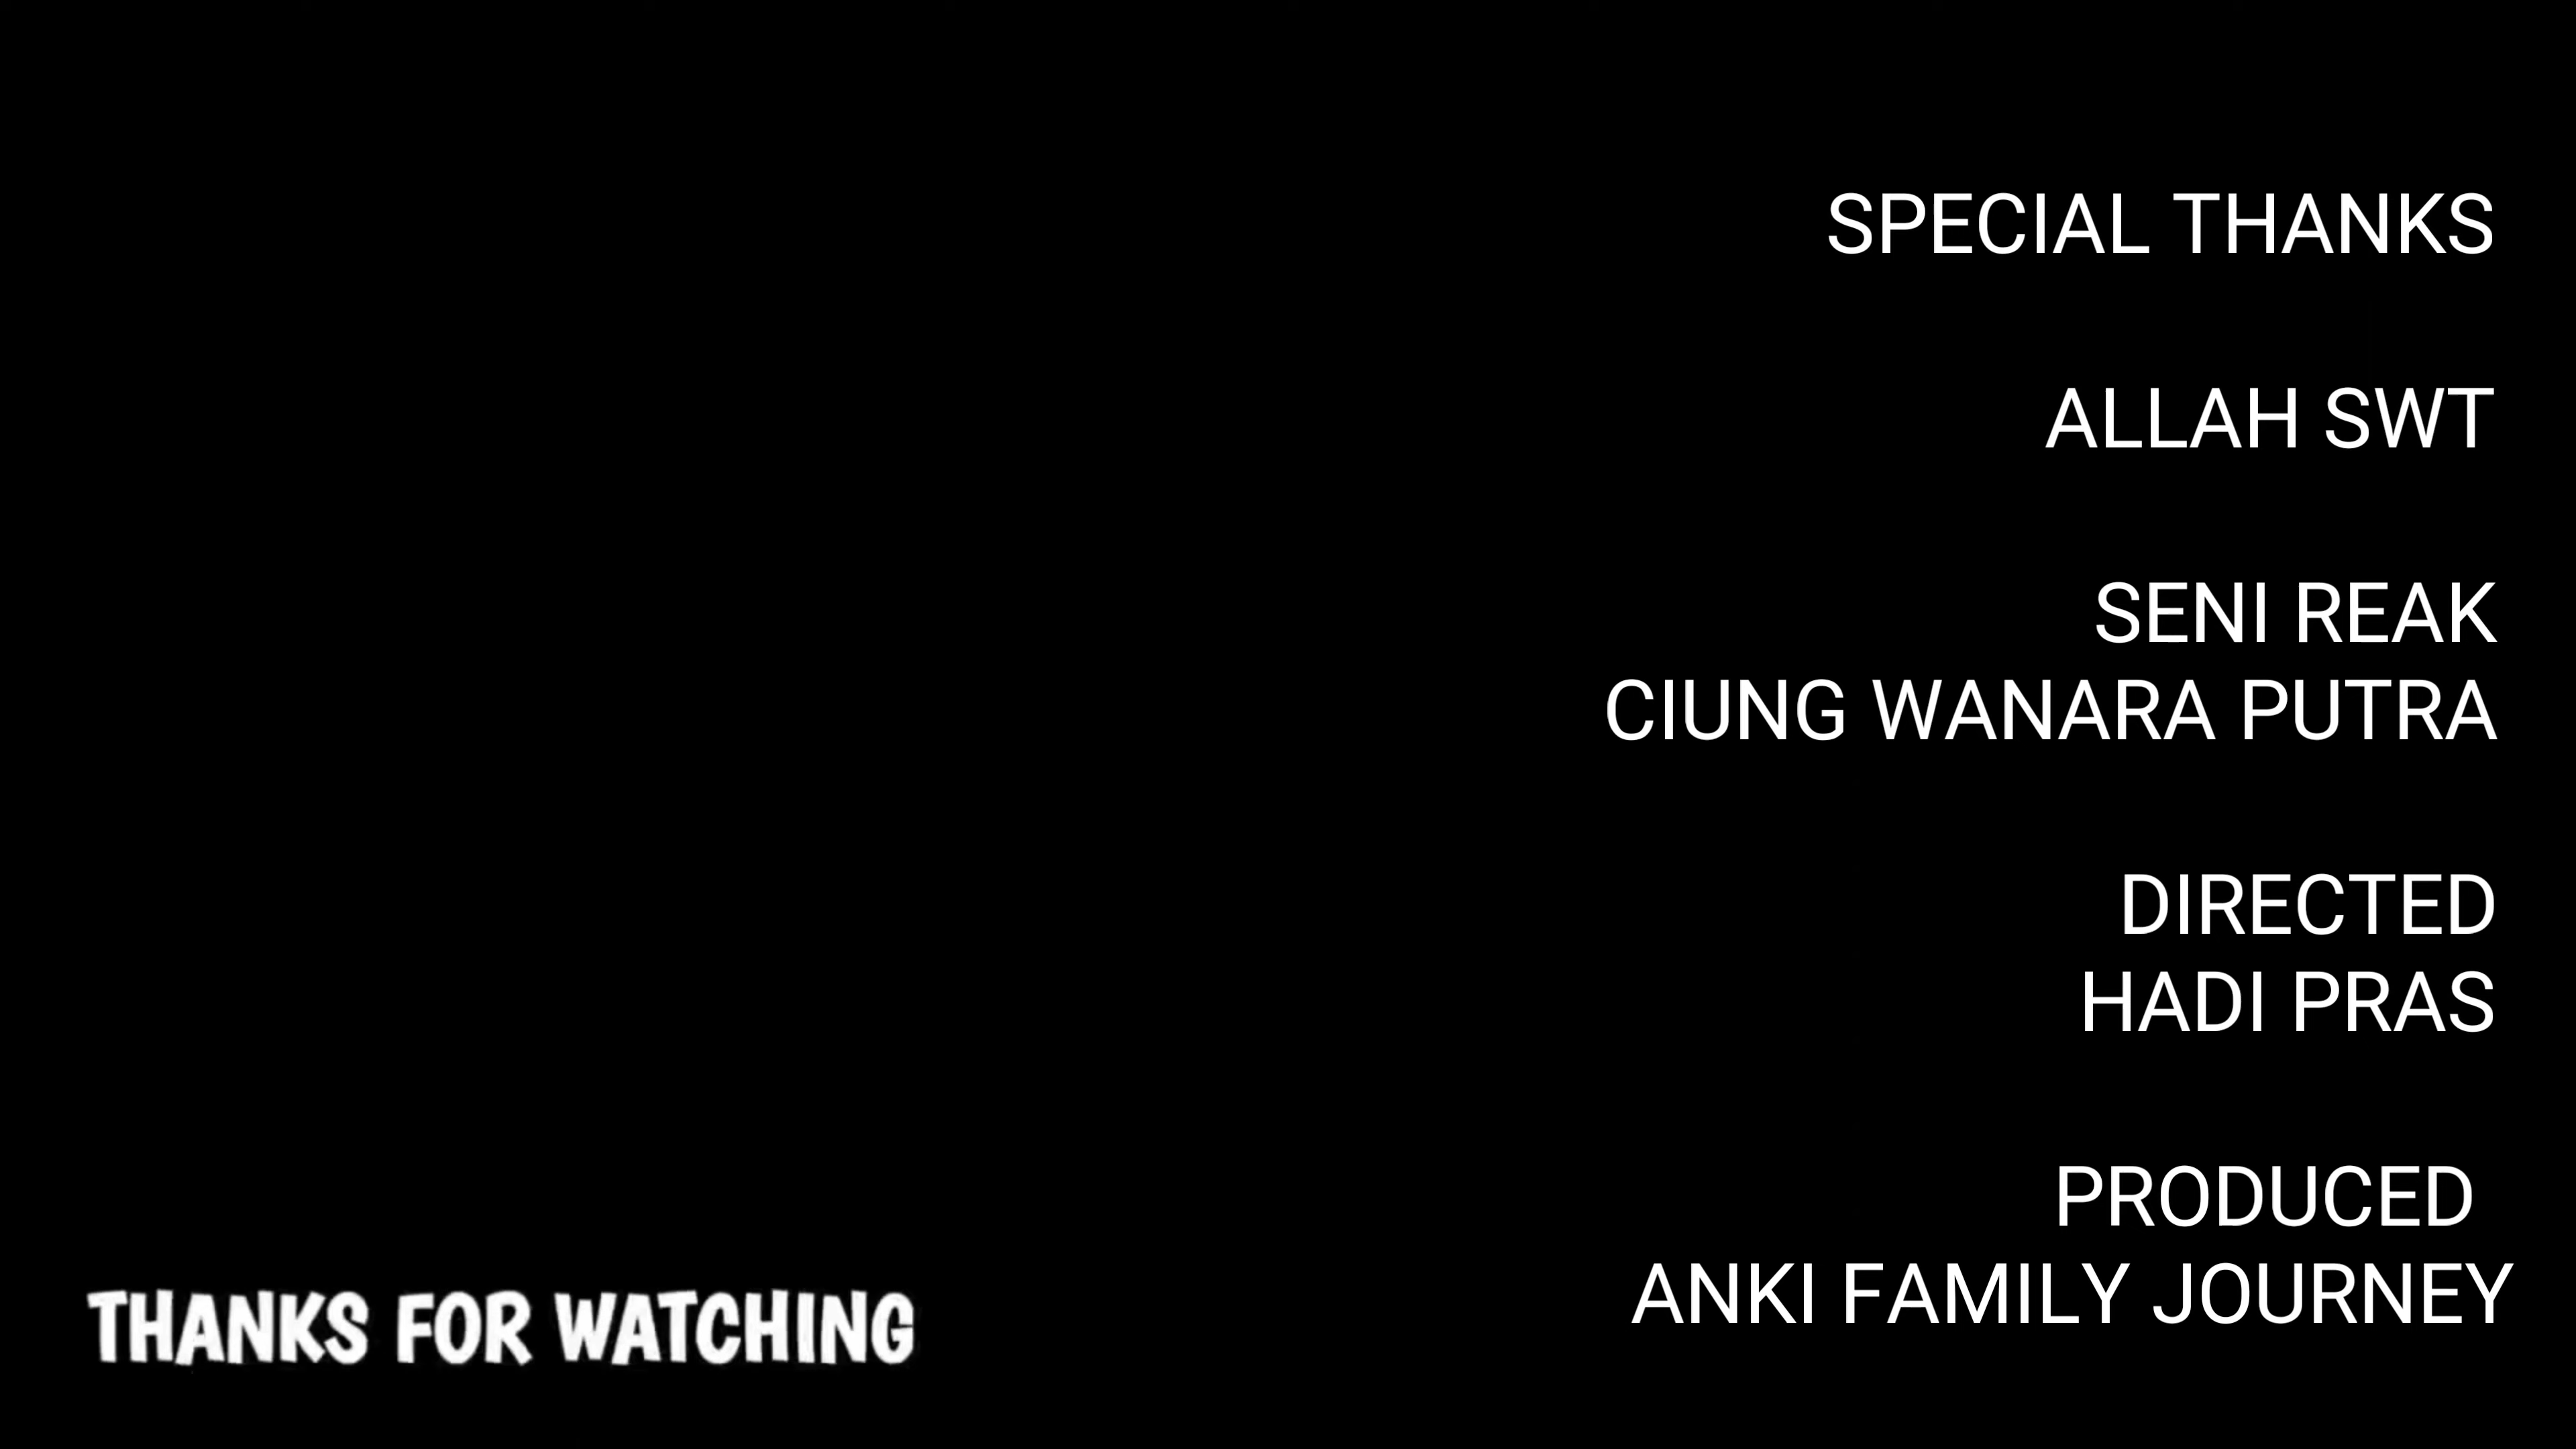 SPECIAL THANKS
ALLAH SWT
SENI REAK
CIUNG WANARA PUTRA
DIRECTED
HADI PRAS
PRODUCED
ANKI FAMILY JOURNEY
THANKS FOR WATCHING